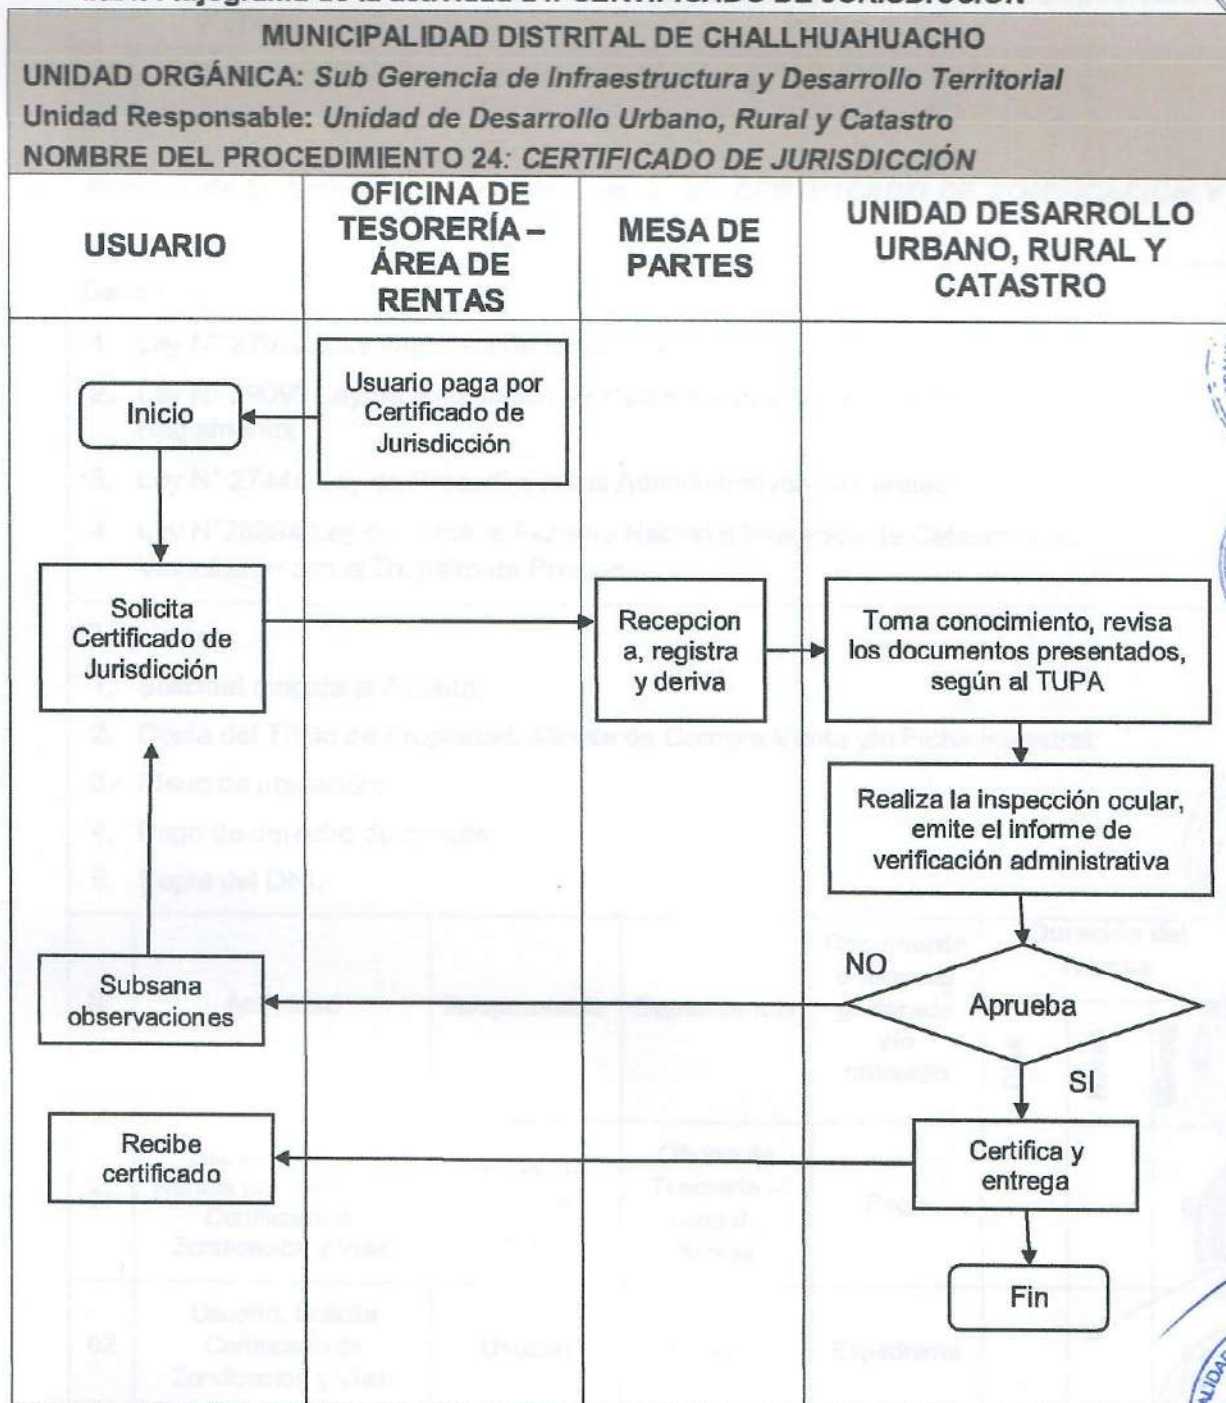 CERTIFICADO DE JURISDICCIÓN
MUNICIPALIDAD DISTRITAL DE CHALLHUAHUACHO
UNIDAD ORGÁNICA: Sub Gerencia de Infraestructura y Desarrollo Territorial
Unidad Responsable: Unidad de Desarrollo Urbano, Rural y Catastro
NOMBRE DEL PROCEDIMIENTO 24: CERTIFICADO DE JURISDICCIÓN
USUARIO
OFICINA DE
TESORERÍA –
ÁREA DE
RENTAS
MESA DE
PARTES
UNIDAD DESARROLLO
URBANO, RURAL Y
CATASTRO
Usuario paga por
Certificado de
Jurisdicción
Inicio
Solicita
Certificado de
Jurisdicción
Recepcion
a, registra
y deriva
Toma conocimiento, revisa
los documentos presentados,
según al TUPA
Realiza la inspección ocular,
emite el informe de
verificación administrativa
NO
Aprueba
Subsana
observaciones
SI
Recibe
certificado
Certifica y
entrega
Fin